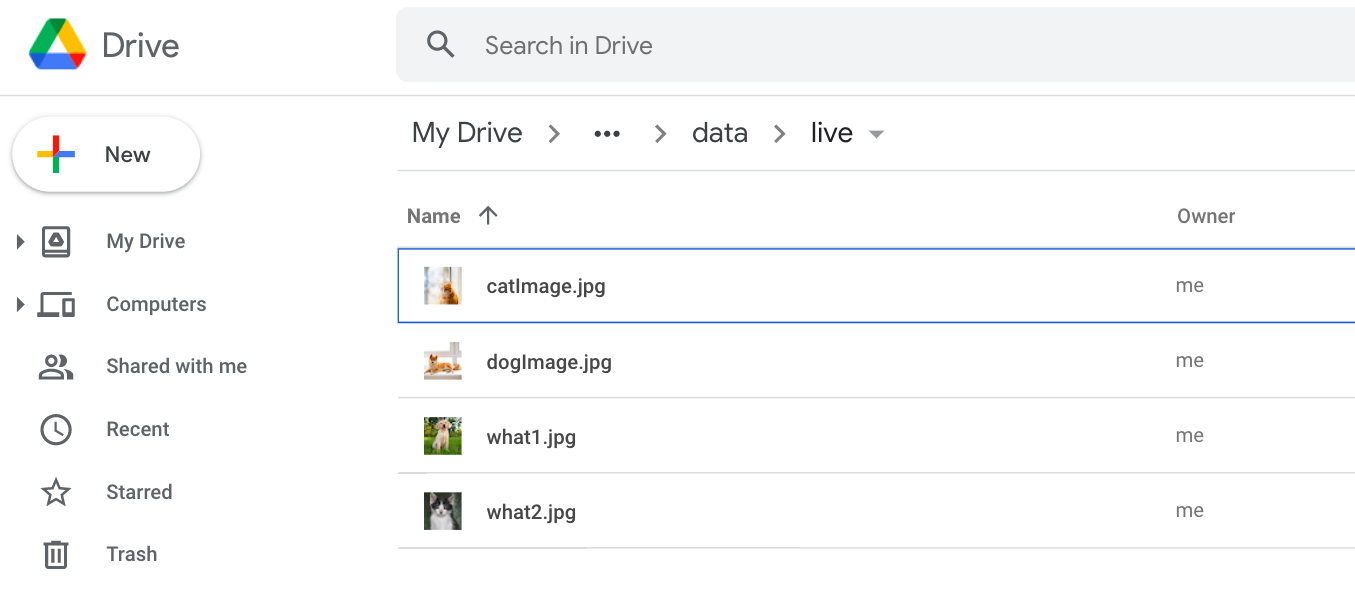 Drive
Search in Drive
New
My Drive
Computers
Shared with me
Recent
Starred
Trash
My Drive > ••• > data > live
Name Owner
catImage.jpg me
dogImage.jpg me
what1.jpg me
what2.jpg me